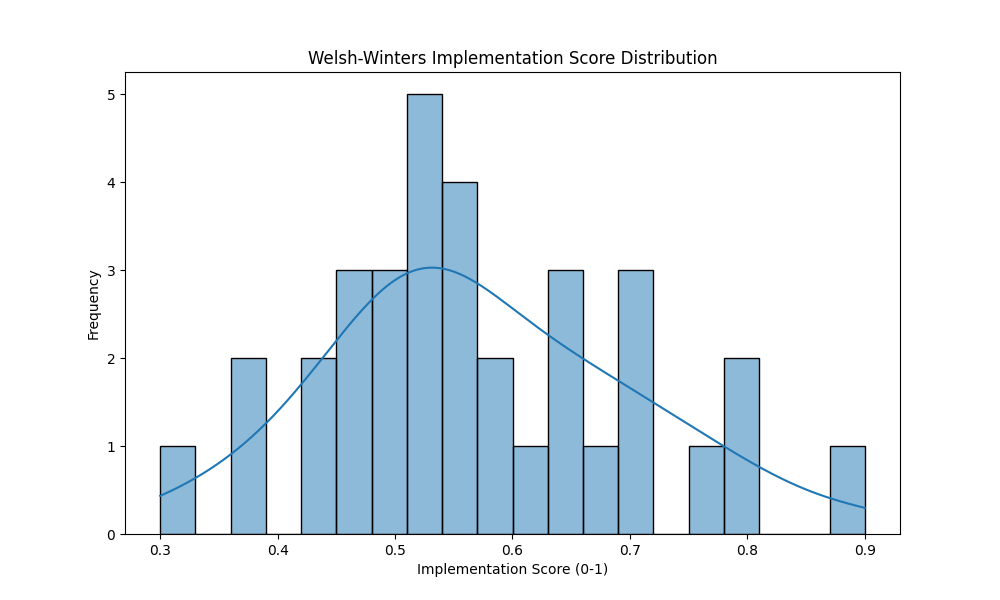 Welsh-Winters Implementation Score Distribution
5
4
3
2
1
0
Frequency
0.3 0.4 0.5 0.6 0.7 0.8 0.9
Implementation Score (0-1)